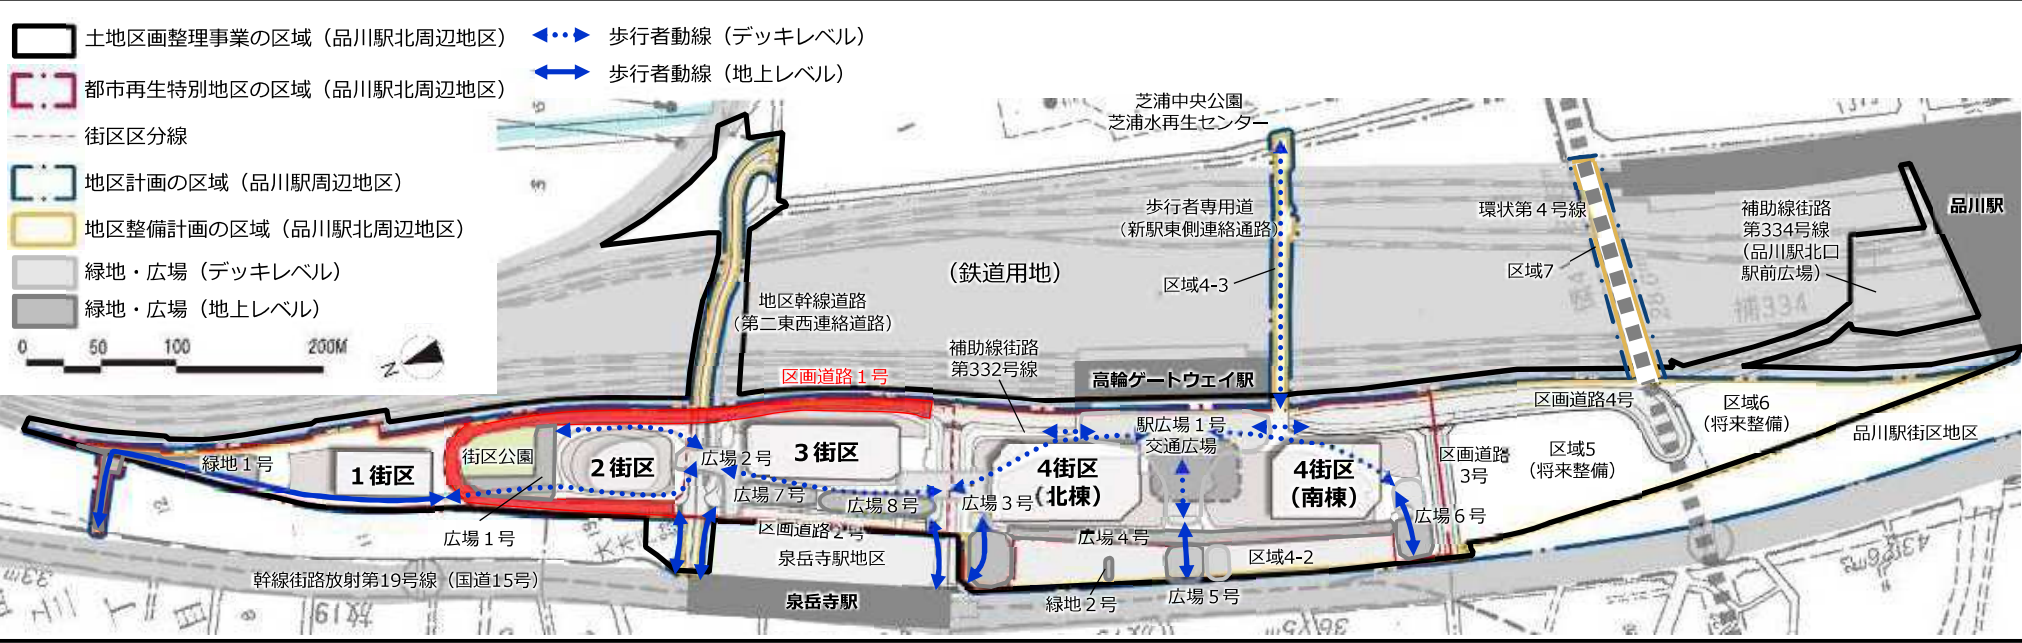 土地区画整理事業の区域（品川駅北周辺地区）
都市再生特別地区の区域（品川駅北周辺地区）
街区区分線
地区計画の区域（品川駅周辺地区）
地区整備計画の区域（品川駅北周辺地区）
緑地・広場（デッキレベル）
緑地・広場（地上レベル）
0 50 100 200M
N
歩行者動線（デッキレベル）
歩行者動線（地上レベル）
芝浦中央公園
芝浦水再生センター
歩行者専用道
（新駅東側連絡通路）
区域4-3
環状第４号線
区域7
補助線街路
第334号線
（品川駅北口
駅前広場）
品川駅
補334
（鉄道用地）
地区幹線道路
（第二東西連絡道路）
補助線街路
第332号線
区画道路１号
高輪ゲートウェイ駅
区画道路4号
区域6
（将来整備）
品川駅街区地区
区域5
（将来整備）
区画道路
3号
駅広場１号
交通広場
緑地１号
１街区
街区公園
２街区
広場２号
３街区
広場７号
広場８号
広場３号
４街区
（北棟）
４街区
（南棟）
広場６号
広場１号
区画道路２号
泉岳寺駅地区
広場４号
区域4-2
緑地２号
広場５号
幹線街路放射第19号線（国道15号）
泉岳寺駅
放19